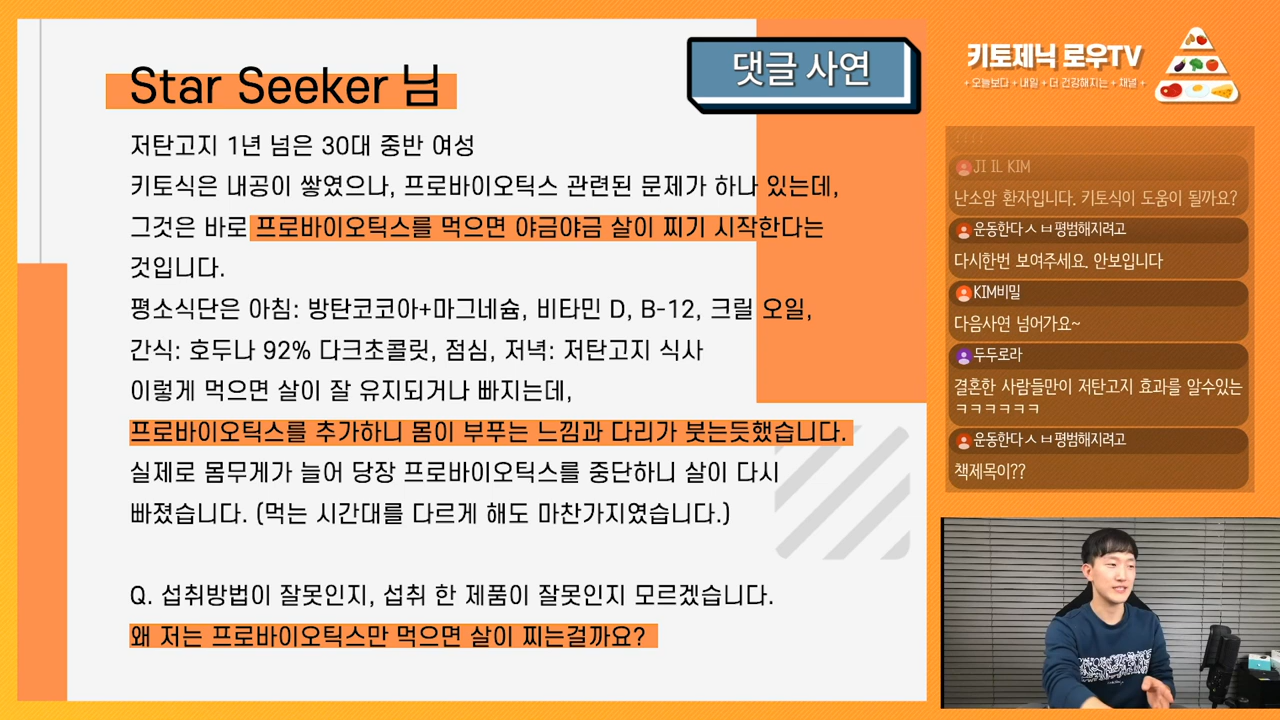 Star Seeker 님
댓글 사연
저탄고지 1년 넘은 30대 중반 여성
키토식은 내공이 쌓였으나, 프로바이오틱스 관련된 문제가 하나 있는데,
그것은 바로 프로바이오틱스를 먹으면 야금야금 살이 찌기 시작한다는
것입니다.
평소식단은 아침: 방탄코코아+마그네슘, 비타민 D, B-12, 크릴 오일,
간식: 호두나 92% 다크초콜릿, 점심, 저녁: 저탄고지 식사
이렇게 먹으면 살이 잘 유지되거나 빠지는데,
프로바이오틱스를 추가하니 몸이 부푸는 느낌과 다리가 붓는듯했습니다.
실제로 몸무게가 늘어 당장 프로바이오틱스를 중단하니 살이 다시
빠졌습니다. (먹는 시간대를 다르게 해도 마찬가지였습니다.)
Q. 섭취방법이 잘못인지, 섭취 한 제품이 잘못인지 모르겠습니다.
왜 저는 프로바이오틱스만 먹으면 살이 찌는걸까요?
키토제닉 로우TV
+ 오늘보다 + 내일 + 더 건강해지는 + 채널 +
JI IL KIM
난소암 환자입니다. 키토식이 도움이 될까요?
운동한다ㅅㅂ평범해지려고
다시한번 보여주세요. 안보입니다
KIM비밀
다음사연 넘어가요~
두두로라
결혼한 사람들만이 저탄고지 효과를 알수있는
ㅋㅋㅋㅋㅋㅋ
운동한다ㅅㅂ평범해지려고
책제목이??